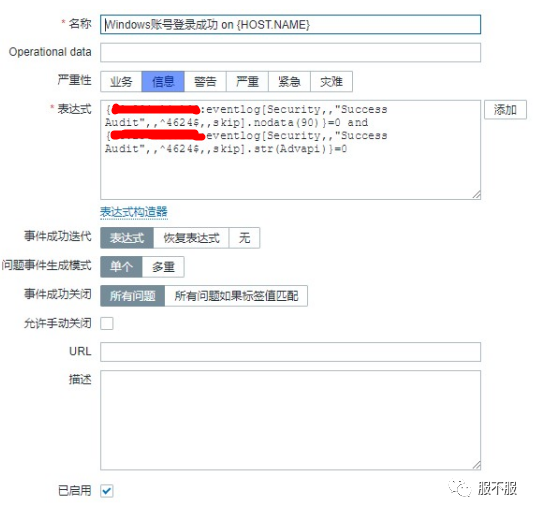 * 名称 Windows账号登录成功 on {HOST.NAME}
Operational data
严重性 业务 信息 警告 严重 紧急 灾难
* 表达式 { :eventlog[Security,,"Success 添加
Audit",,^4624$,,skip].nodata(90)}=0 and
{ :eventlog[Security,,"Success
Audit",,^4624$,,skip].str(Advapi)}=0
表达式构造器
事件成功迭代 表达式 恢复表达式 无
问题事件生成模式 单个 多重
事件成功关闭 所有问题 所有问题如果标签值匹配
允许手动关闭
URL
描述
已启用
服不服